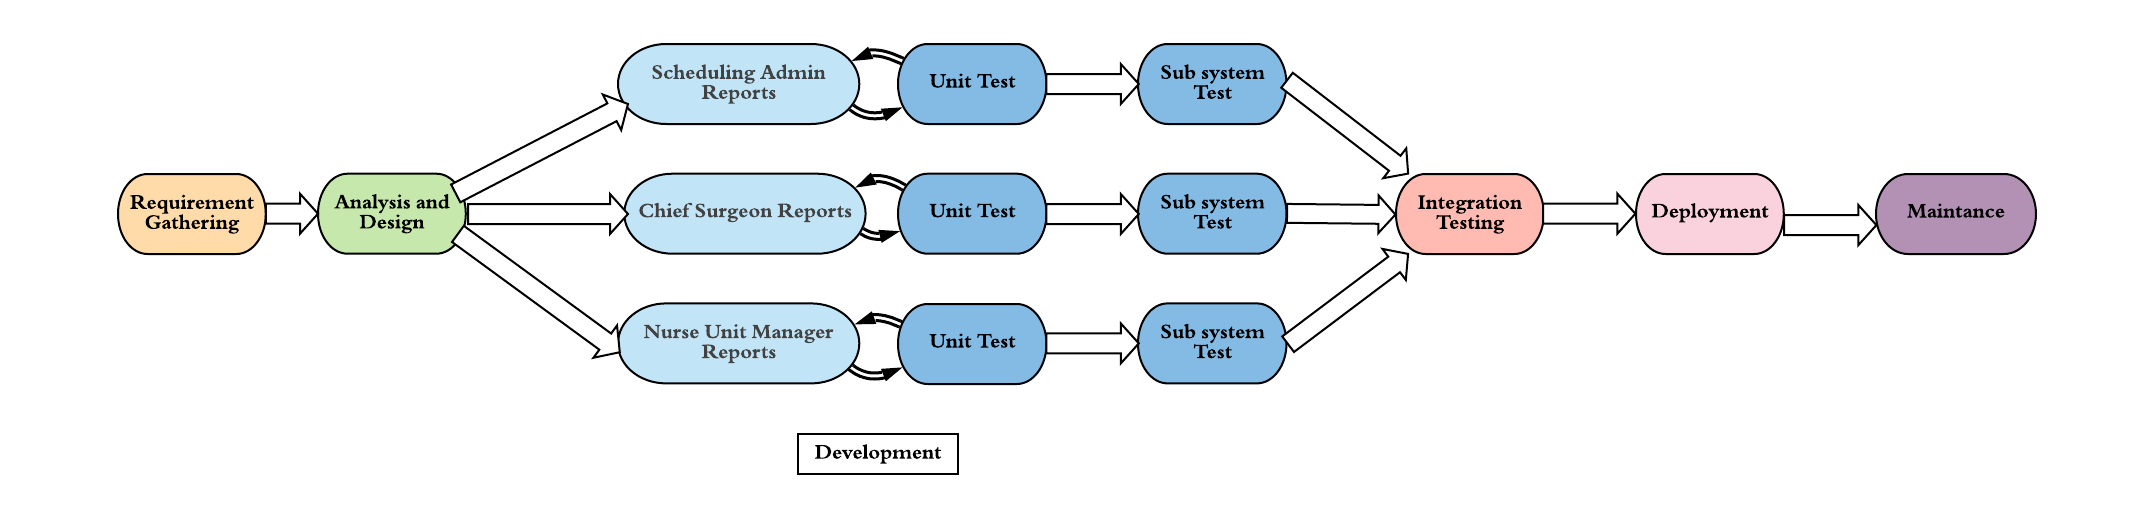 Requirement
Gathering
Analysis and
Design
Scheduling Admin
Reports
Unit Test
Sub system
Test
Chief Surgeon Reports
Unit Test
Sub system
Test
Nurse Unit Manager
Reports
Unit Test
Sub system
Test
Integration
Testing
Deployment
Maintance
Development